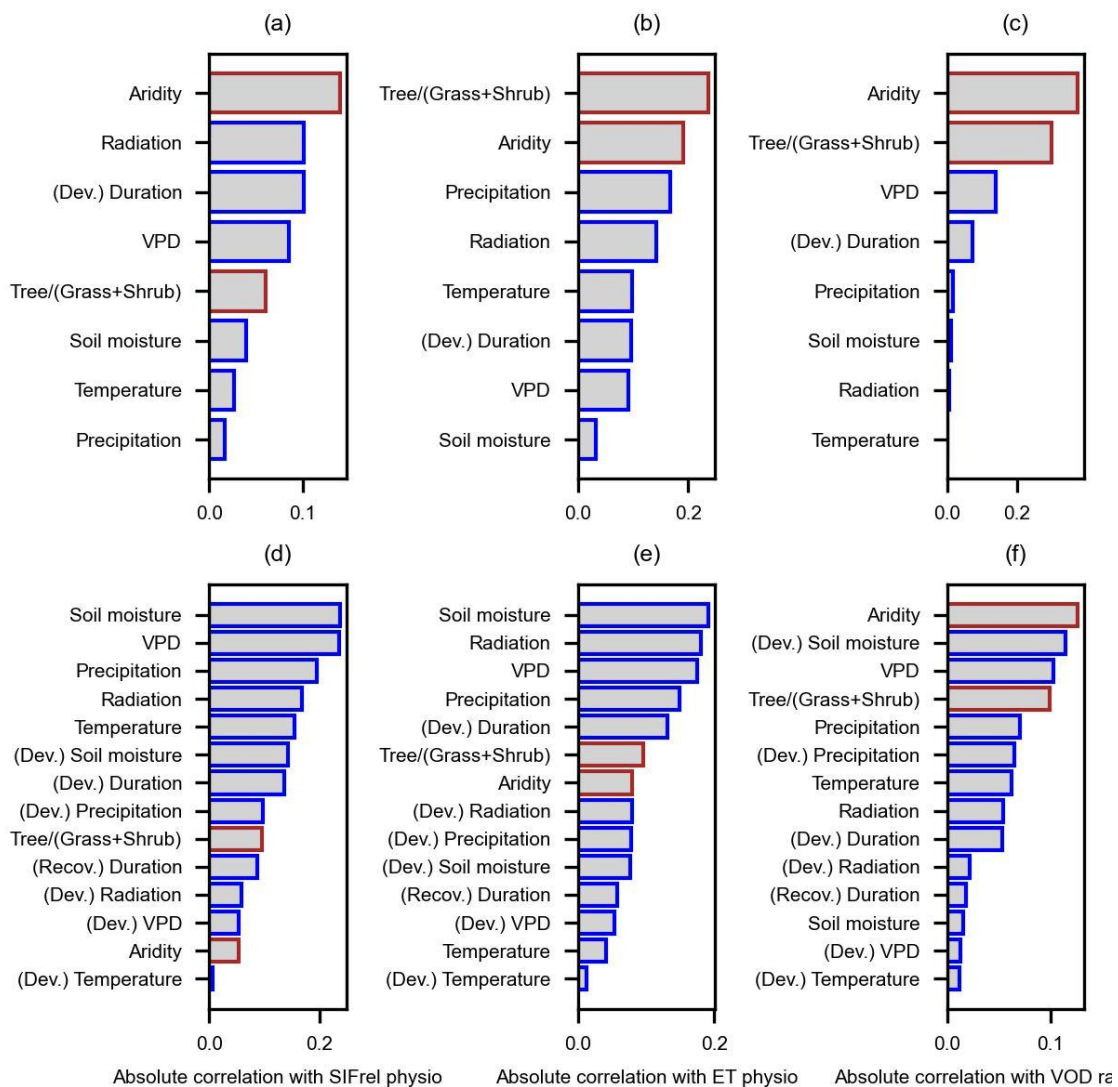 (a)
Aridity
Radiation
(Dev.) Duration
VPD
Tree/(Grass+Shrub)
Soil moisture
Temperature
Precipitation
0.0 0.1
(b)
Tree/(Grass+Shrub)
Aridity
Precipitation
Radiation
Temperature
(Dev.) Duration
VPD
Soil moisture
0.0 0.2
(c)
Aridity
Tree/(Grass+Shrub)
VPD
(Dev.) Duration
Precipitation
Soil moisture
Radiation
Temperature
0.0 0.2
(d)
Soil moisture
VPD
Precipitation
Radiation
Temperature
(Dev.) Soil moisture
(Dev.) Duration
(Dev.) Precipitation
Tree/(Grass+Shrub)
(Recov.) Duration
(Dev.) Radiation
(Dev.) VPD
Aridity
(Dev.) Temperature
0.0 0.2
Absolute correlation with SIFrel physio
(e)
Soil moisture
Radiation
VPD
Precipitation
(Dev.) Duration
Tree/(Grass+Shrub)
Aridity
(Dev.) Radiation
(Dev.) Precipitation
(Dev.) Soil moisture
(Recov.) Duration
(Dev.) VPD
Temperature
(Dev.) Temperature
0.0 0.2
Absolute correlation with ET physio
(f)
Aridity
(Dev.) Soil moisture
VPD
Tree/(Grass+Shrub)
Precipitation
(Dev.) Precipitation
Temperature
Radiation
(Dev.) Duration
(Dev.) Radiation
(Recov.) Duration
Soil moisture
(Dev.) VPD
(Dev.) Temperature
0.0 0.1
Absolute correlation with VOD